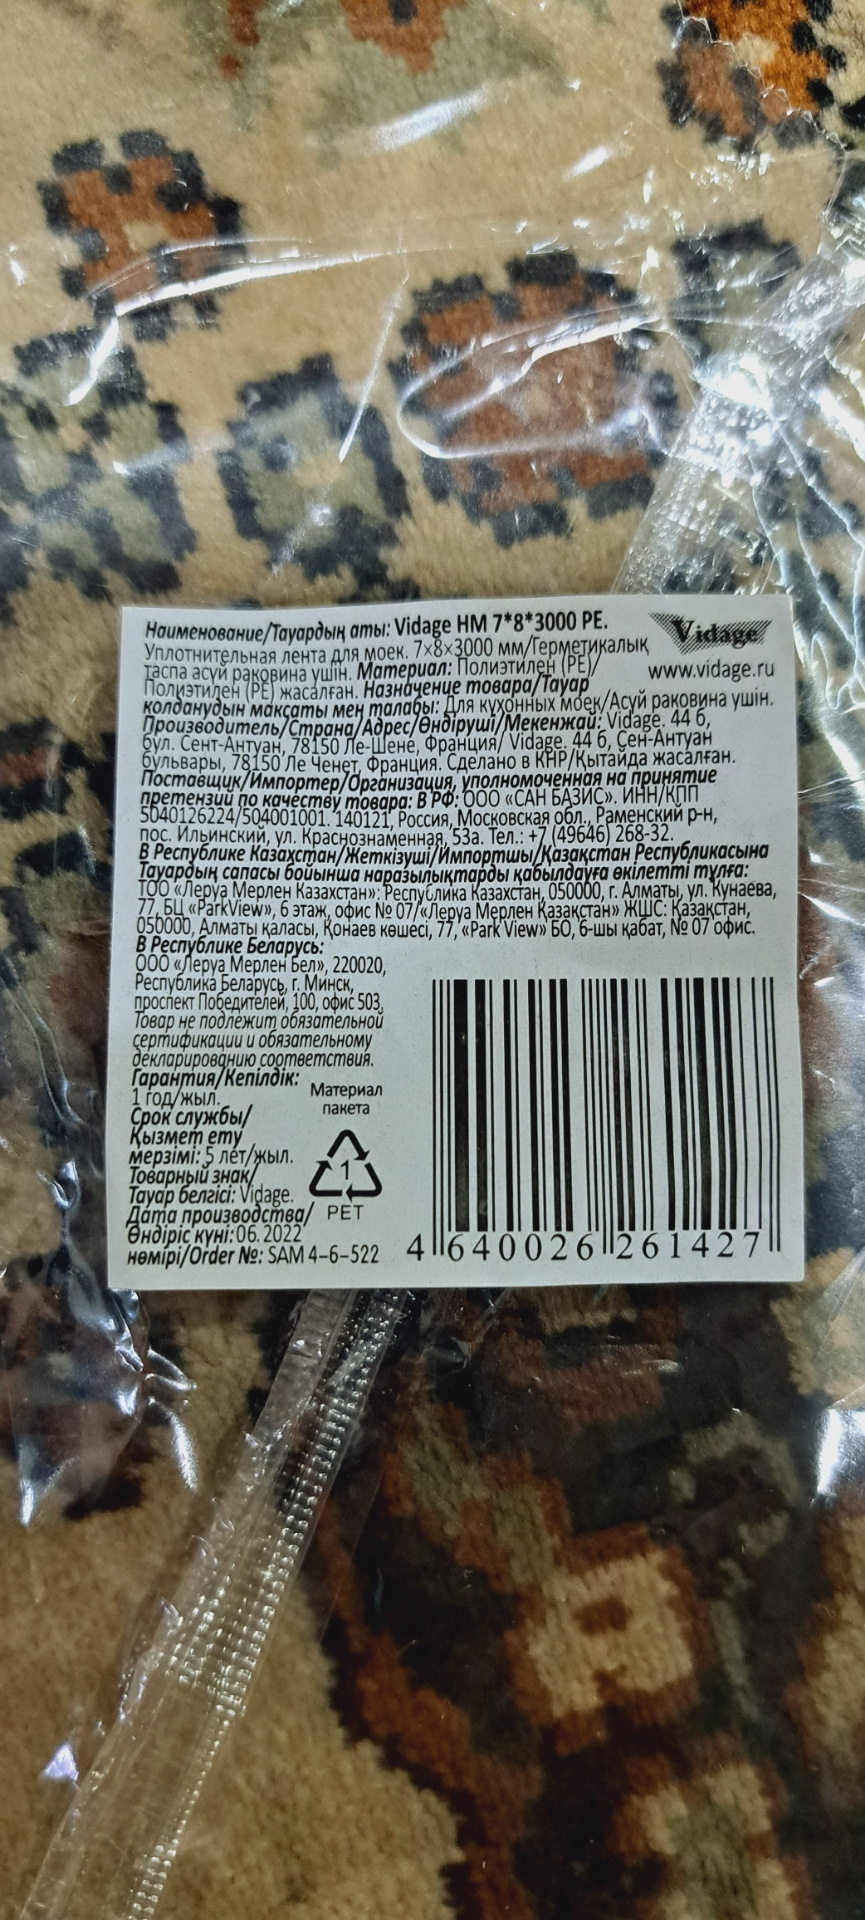 Наименование/Тауардың аты: Vidage HM 7*8*3000 PE.
Vidage
Уплотнительная лента для моек. 7×8×3000 мм/Герметикалық
таспа асуй раковина ушін. Материал: Полиэтилен (PE)/
www.vidage.ru
Полиэтилен (PE) жасалған. Назначение товара/Тауар
колданудын максаты мен талабы: Для кухонных моек/Асуй раковина ушін.
Производитель/Страна/Адрес/Өндіруші/Мекенжай: Vidage. 44 б,
бул. Сент-Антуан, 78150 Ле-Шене, Франция/ Vidage. 44 б, Сен-Антуан
бульвары, 78150 Ле Ченет, Франция. Сделано в КНР/Қытайда жасалған.
Поставщик/Импортер/Организация, уполномоченная на принятие
претензий по качеству товара: В РФ: ООО «САН БАЗИС». ИНН/КПП
5040126224/504001001. 140121, Россия, Московская обл., Раменский р-н,
пос. Ильинский, ул. Краснознаменная, 53а. Тел.: +7 (49646) 268-32.
В Республике Казахстан/Жеткізуші/Импортшы/Қазақстан Республикасына
Тауардың сапасы бойынша наразылықтарды қабылдауға өкілетті тұлға:
ТОО «Леруа Мерлен Казахстан»: Республика Казахстан, 050000, г. Алматы, ул. Кунаева,
77, БЦ «ParkView», 6 этаж, офис № 07/«Леруа Мерлен Қазақстан» ЖШС: Қазақстан,
050000, Алматы қаласы, Қонаев көшесі, 77, «Park View» БО, 6-шы қабат, № 07 офис.
В Республике Беларусь:
ООО «Леруа Мерлен Бел», 220020,
Республика Беларусь, г. Минск,
проспект Победителей, 100, офис 503,
Товар не подлежит обязательной
сертификации и обязательному
декларированию соответствия.
Гарантия/Кепілдік:
1 год/жыл.
Срок службы/
Қызмет ету
мерзімі: 5 лет/жыл.
Товарный знак/
Тауар белгісі: Vidage.
Дата производства/
Өндіріс күні: 06. 2022
нөмірі/Order №: SAM 4-6-522
Материал
пакета
1
PET
4 640026 261427